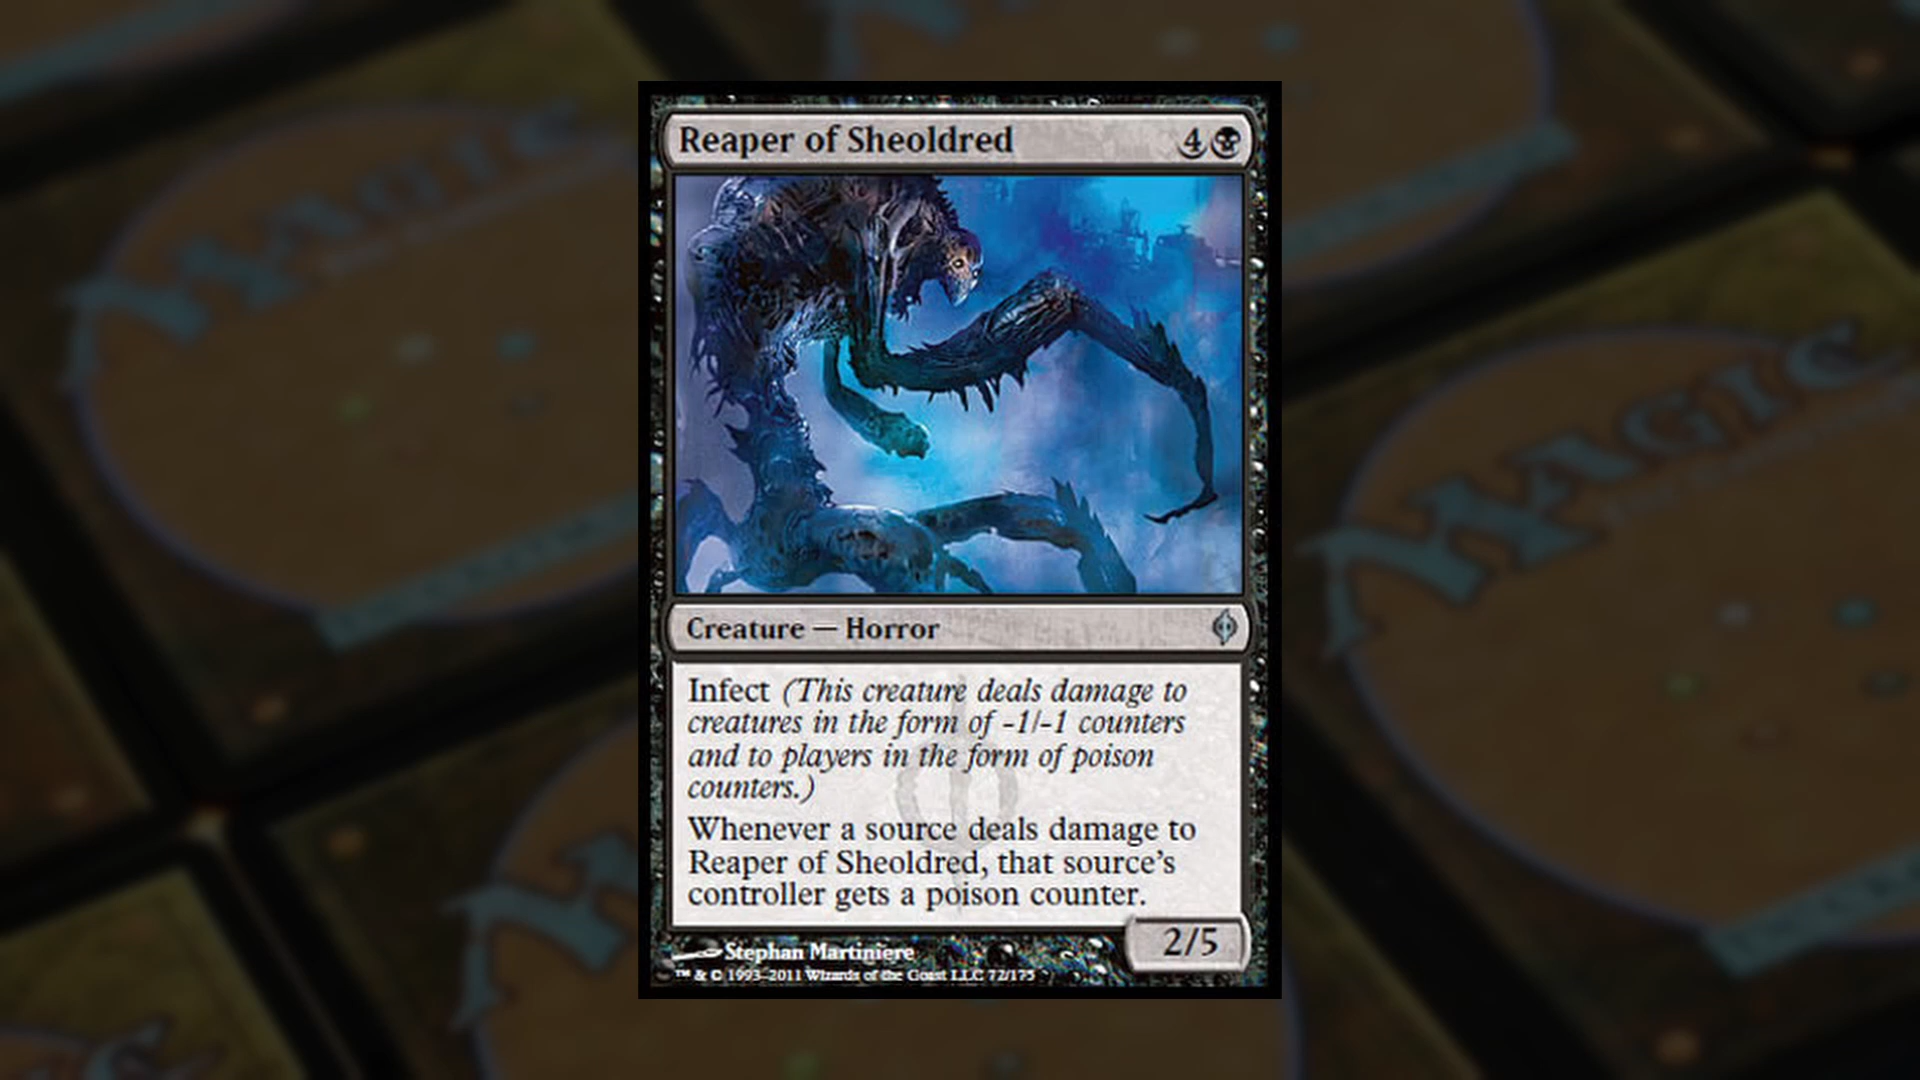 Reaper of Sheoldred 4
Creature — Horror
Infect (This creature deals damage to
creatures in the form of -1/-1 counters
and to players in the form of poison
counters.)
Whenever a source deals damage to
Reaper of Sheoldred, that source's
controller gets a poison counter.
2/5
Stephan Martiniere
™ & © 1993–2011 Wizards of the Coast LLC 72/175
MAGIC
MAGIC